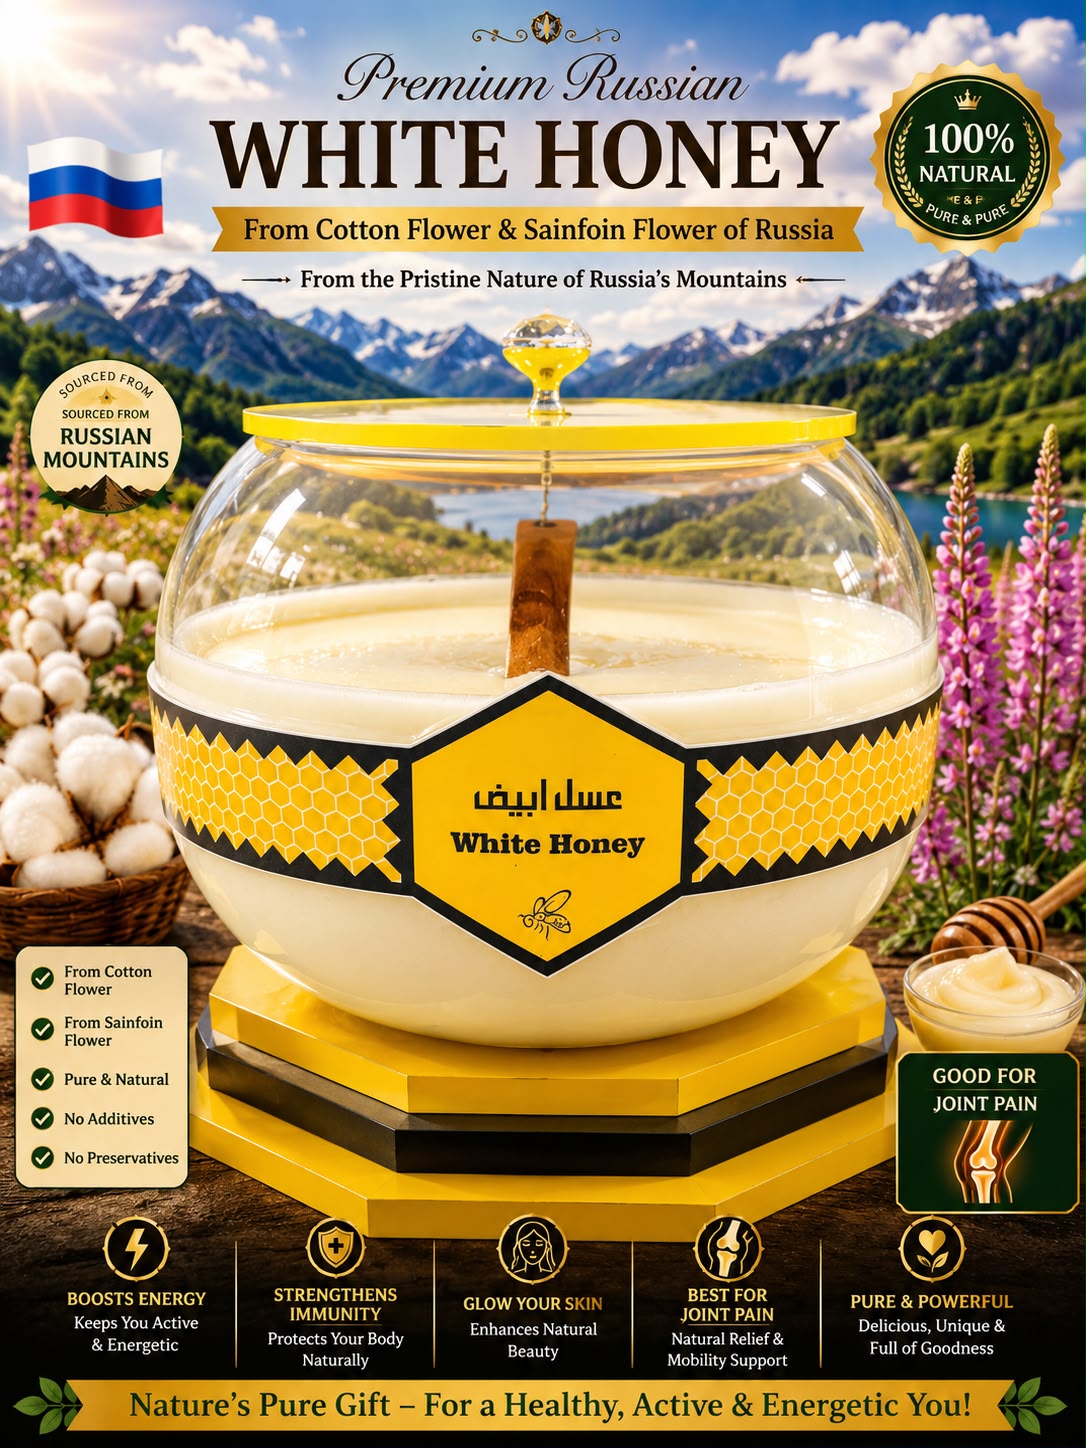 Premium Russian
WHITE HONEY
From Cotton Flower & Sainfoin Flower of Russia
From the Pristine Nature of Russia's Mountains
100%
NATURAL
PURE & PURE
SOURCED FROM
SOURCED FROM
RUSSIAN
MOUNTAINS
عسل ابيض
White Honey
From Cotton
Flower
From Sainfoin
Flower
Pure & Natural
No Additives
No Preservatives
GOOD FOR
JOINT PAIN
BOOSTS ENERGY
Keeps You Active
& Energetic
STRENGTHENS
IMMUNITY
Protects Your Body
Naturally
GLOW YOUR SKIN
Enhances Natural
Beauty
BEST FOR
JOINT PAIN
Natural Relief &
Mobility Support
PURE & POWERFUL
Delicious, Unique &
Full of Goodness
Nature's Pure Gift – For a Healthy, Active & Energetic You!